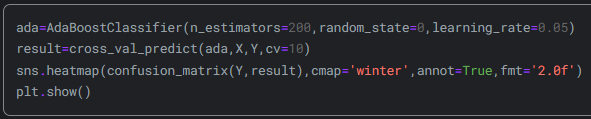 ada=AdaBoostClassifier(n_estimators=200,random_state=0,learning_rate=0.05)
result=cross_val_predict(ada,X,Y,cv=10)
sns.heatmap(confusion_matrix(Y,result),cmap='winter',annot=True,fmt='2.0f')
plt.show()